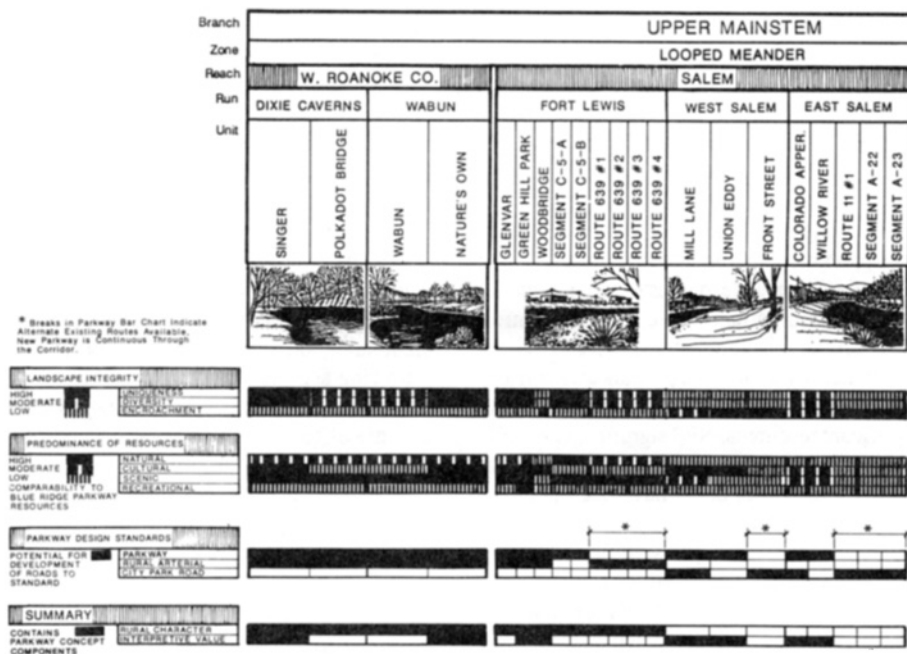 Branch
UPPER MAINSTEM
Zone
LOOPED MEANDER
Reach
W. ROANOKE CO.
SALEM
Run
DIXIE CAVERNS
WABUN
FORT LEWIS
WEST SALEM
EAST SALEM
Unit
SINGER
POLKADOT BRIDGE
WABUN
NATURE'S OWN
GLENVAR
GREEN HILL PARK
WOODBRIDGE
SEGMENT C-5-A
SEGMENT C-5-B
ROUTE 639 #1
ROUTE 639 #2
ROUTE 639 #3
ROUTE 639 #4
MILL LANE
UNION EDDY
FRONT STREET
COLORADO APPER.
WILLOW RIVER
ROUTE 11 #1
SEGMENT A-22
SEGMENT A-23
* Breaks in Parkway Bar Chart Indicate
Alternate Existing Routes Available.
New Parkway is Continuous Through
the Corridor.
LANDSCAPE INTEGRITY
HIGH
MODERATE
LOW
UNIQUENESS
DIVERSITY
ENCROACHMENT
PREDOMINANCE OF RESOURCES
HIGH
MODERATE
LOW
COMPARABILITY TO
BLUE RIDGE PARKWAY
RESOURCES
NATURAL
CULTURAL
SCENIC
RECREATIONAL
* * *
PARKWAY DESIGN STANDARDS
POTENTIAL FOR
DEVELOPMENT
OF ROADS TO
STANDARD
PARKWAY
RURAL ARTERIAL
CITY PARK ROAD
SUMMARY
CONTAINS
PARKWAY CONCEPT
COMPONENTS
RURAL CHARACTER
INTERPRETIVE VALUE